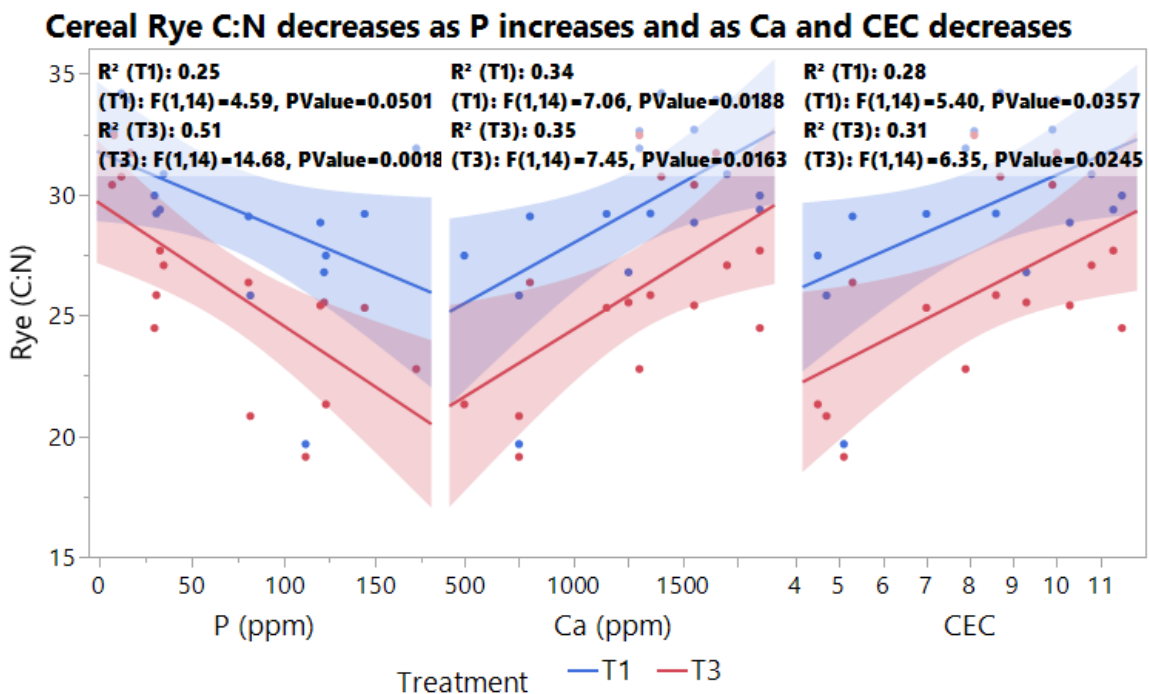 Cereal Rye C:N decreases as P increases and as Ca and CEC decreases
R² (T1): 0.25
(T1): F(1,14)=4.59, PValue=0.0501
R² (T3): 0.51
(T3): F(1,14)=14.68, PValue=0.0018
R² (T1): 0.34
(T1): F(1,14)=7.06, PValue=0.0188
R² (T3): 0.35
(T3): F(1,14)=7.45, PValue=0.0163
R² (T1): 0.28
(T1): F(1,14)=5.40, PValue=0.0357
R² (T3): 0.31
(T3): F(1,14)=6.35, PValue=0.0245
35
30
25
20
15
Rye (C:N)
0 50 100 150
500 1000 1500
4 5 6 7 8 9 10 11
P (ppm)
Ca (ppm)
CEC
Treatment T1 T3